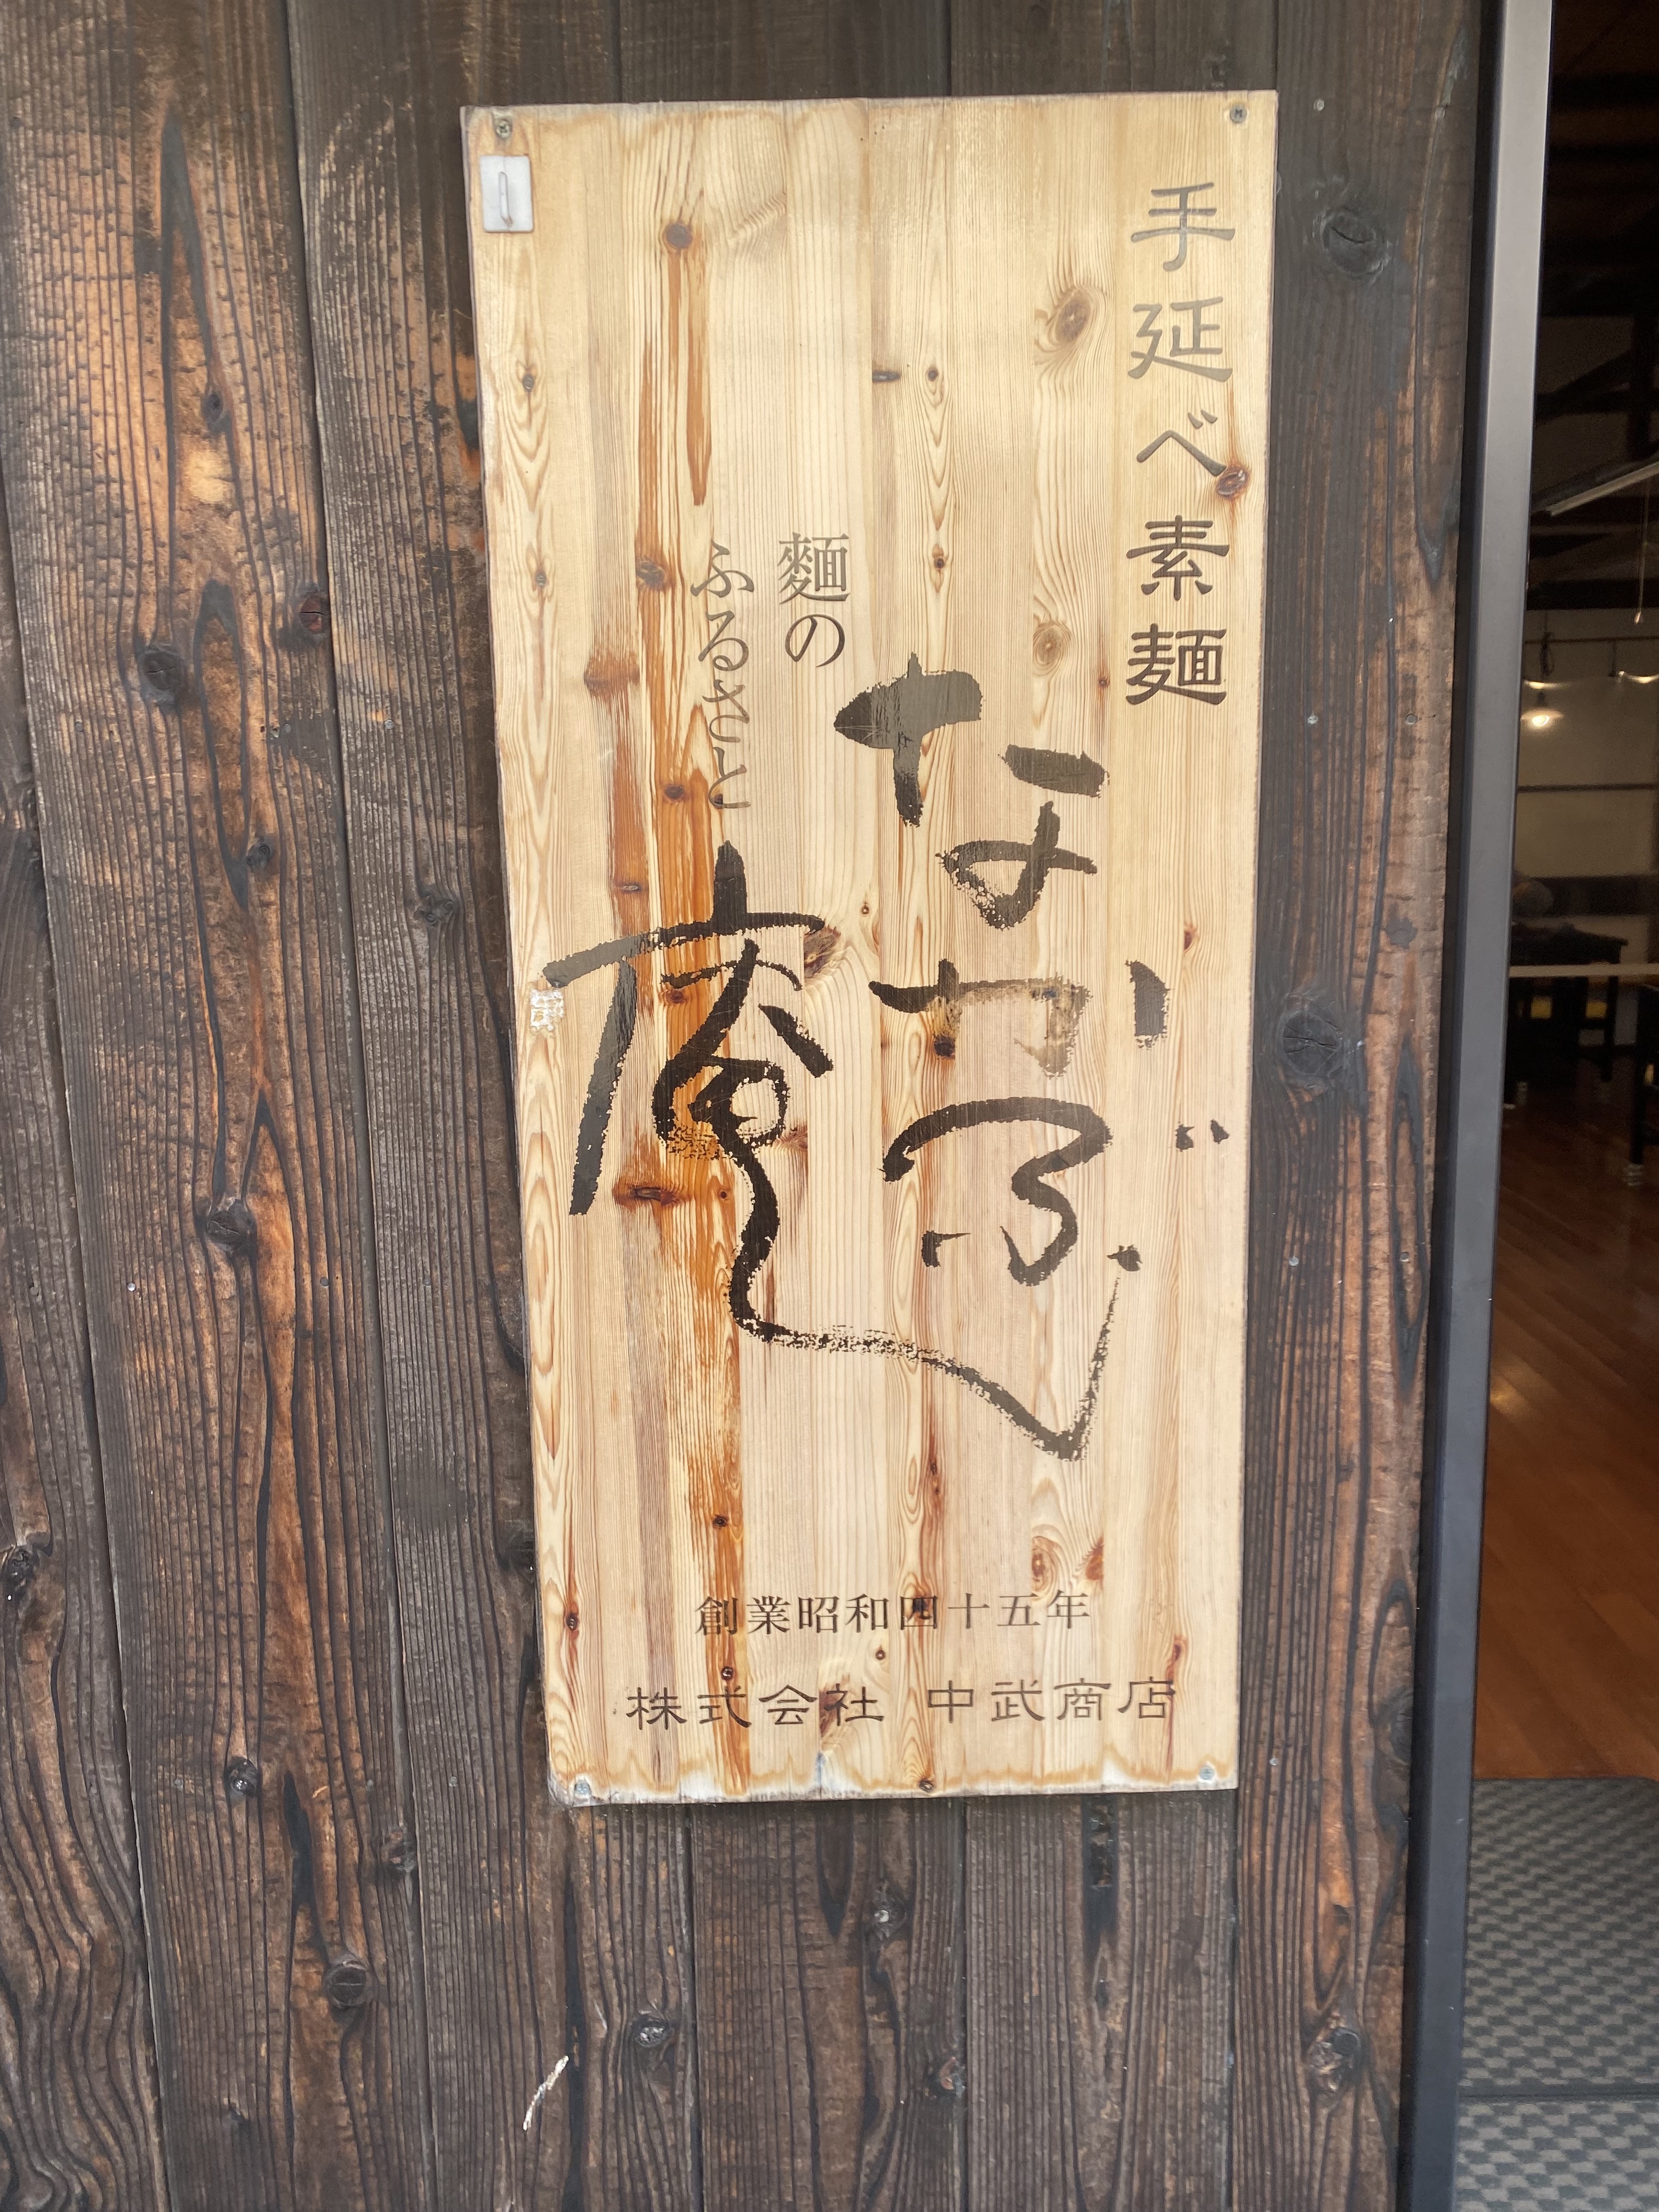 手延べ素麺
麺の
ふるさと
なかぶ
庵
創業昭和四十五年
株式会社 中武商店